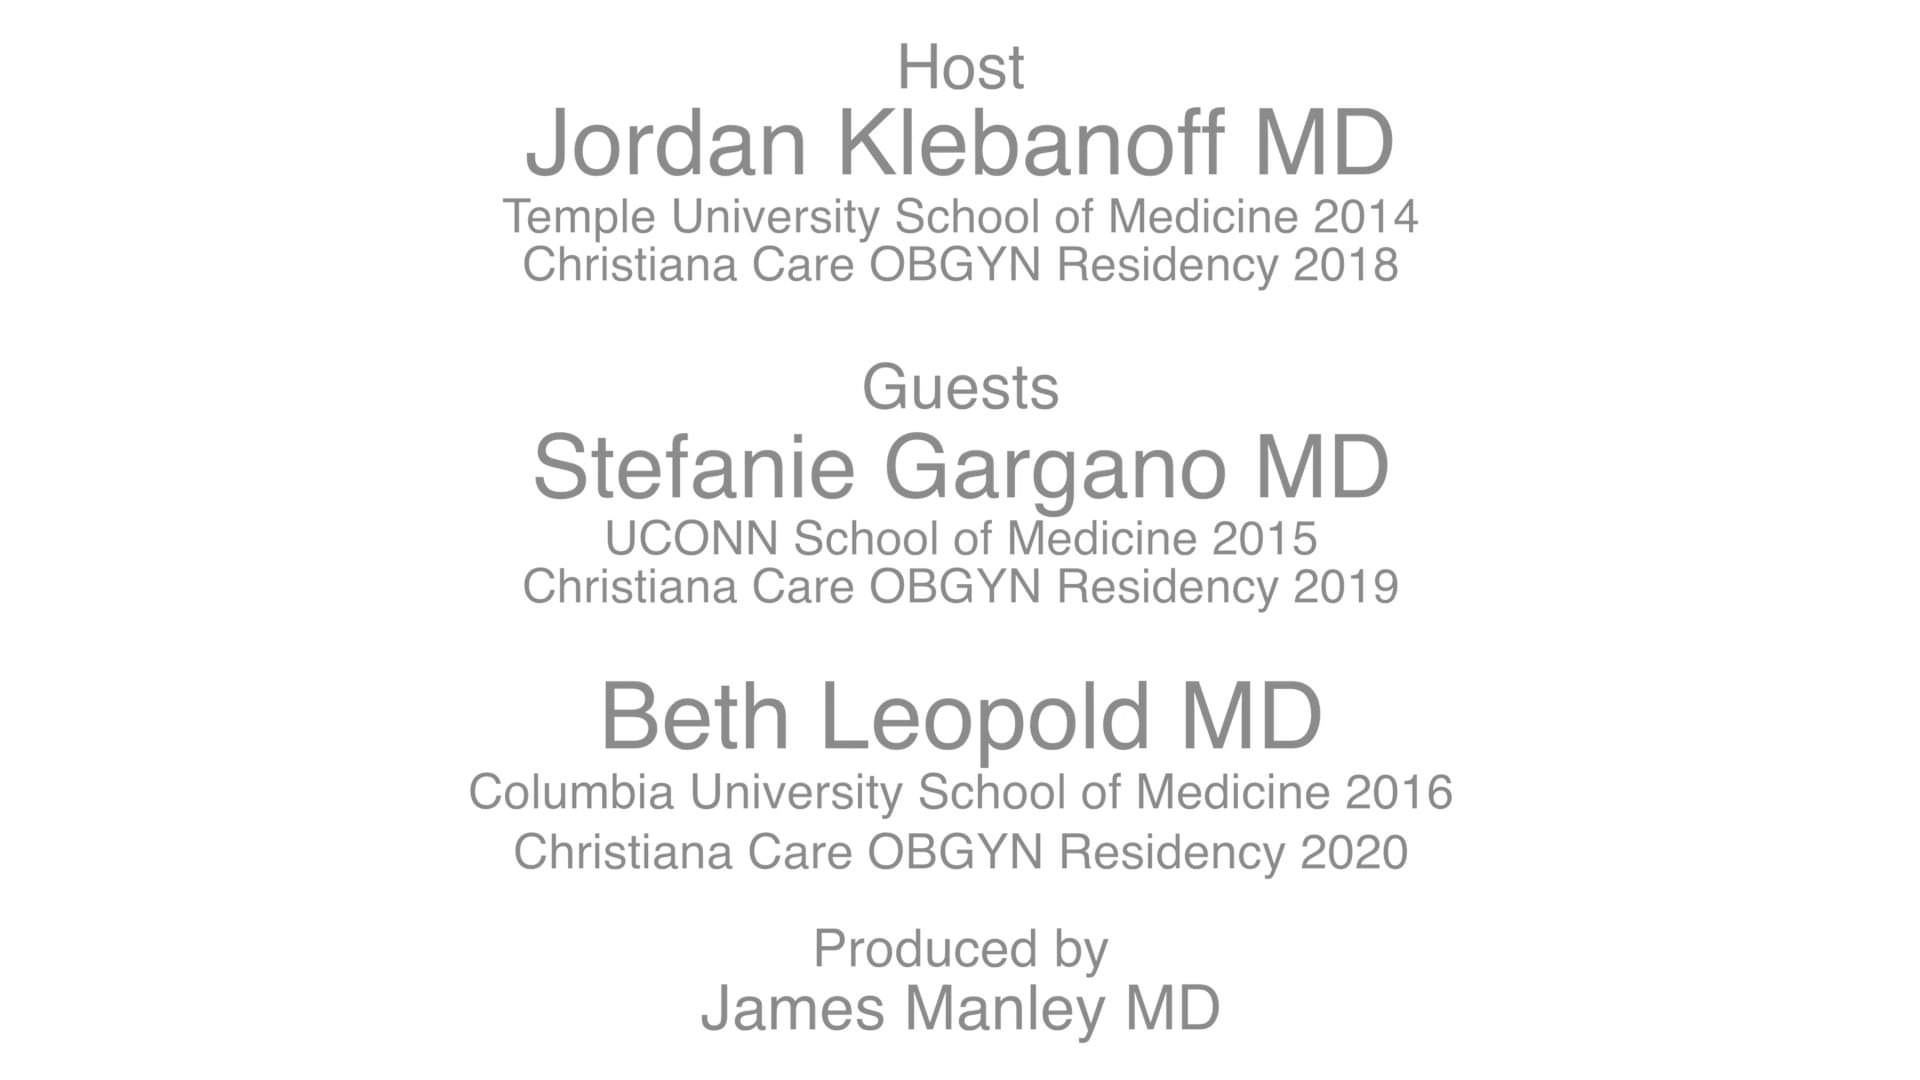 Host
Jordan Klebanoff MD
Temple University School of Medicine 2014
Christiana Care OBGYN Residency 2018
Guests
Stefanie Gargano MD
UCONN School of Medicine 2015
Christiana Care OBGYN Residency 2019
Beth Leopold MD
Columbia University School of Medicine 2016
Christiana Care OBGYN Residency 2020
Produced by
James Manley MD